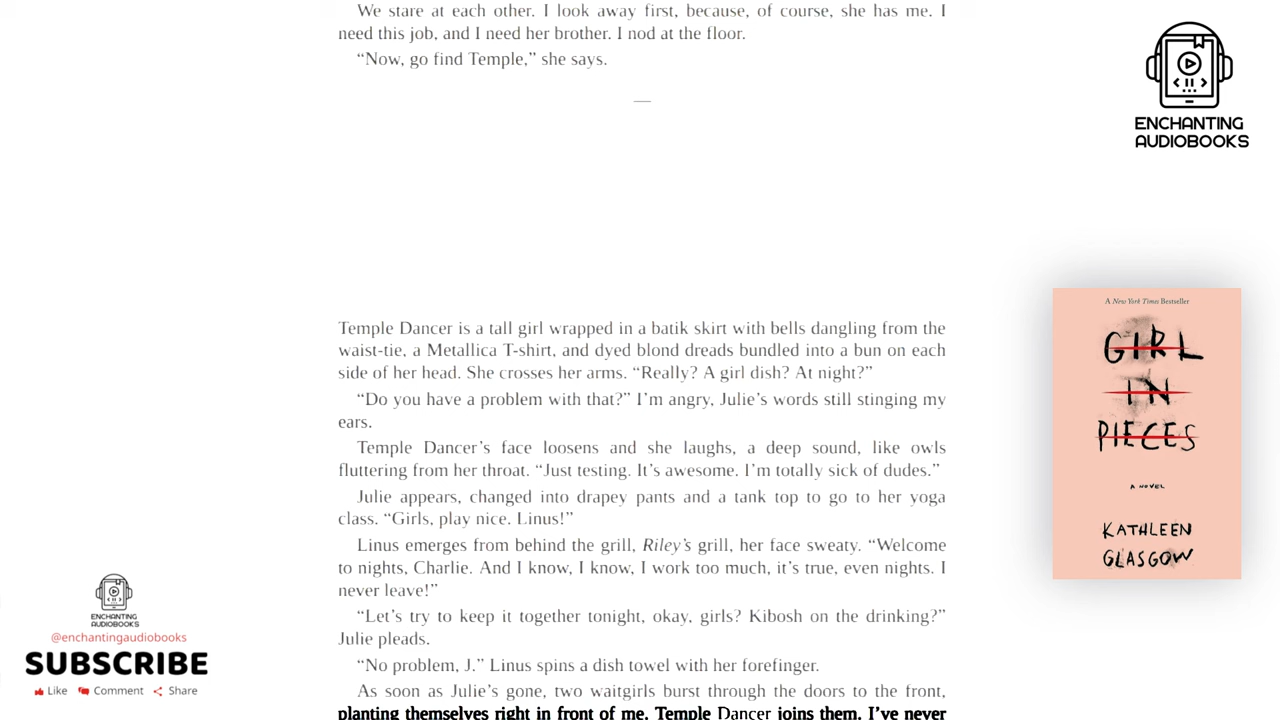 We stare at each other. I look away first, because, of course, she has me. I
need this job, and I need her brother. I nod at the floor.
“Now, go find Temple,” she says.
—
Temple Dancer is a tall girl wrapped in a batik skirt with bells dangling from the
waist-tie, a Metallica T-shirt, and dyed blond dreads bundled into a bun on each
side of her head. She crosses her arms. “Really? A girl dish? At night?”
“Do you have a problem with that?” I’m angry, Julie’s words still stinging my
ears.
Temple Dancer’s face loosens and she laughs, a deep sound, like owls
fluttering from her throat. “Just testing. It’s awesome. I’m totally sick of dudes.”
Julie appears, changed into drapey pants and a tank top to go to her yoga
class. “Girls, play nice. Linus!”
Linus emerges from behind the grill, Riley’s grill, her face sweaty. “Welcome
to nights, Charlie. And I know, I know, I work too much, it’s true, even nights. I
never leave!”
“Let’s try to keep it together tonight, okay, girls? Kibosh on the drinking?”
Julie pleads.
“No problem, J.” Linus spins a dish towel with her forefinger.
As soon as Julie’s gone, two waitgirls burst through the doors to the front,
planting themselves right in front of me. Temple Dancer joins them. I’ve never
ENCHANTING
AUDIOBOOKS
A New York Times Bestseller
GIRL
IN
PIECES
A NOVEL
KATHLEEN
GLASGOW
ENCHANTING
AUDIOBOOKS
@enchantingaudiobooks
SUBSCRIBE
Like Comment Share